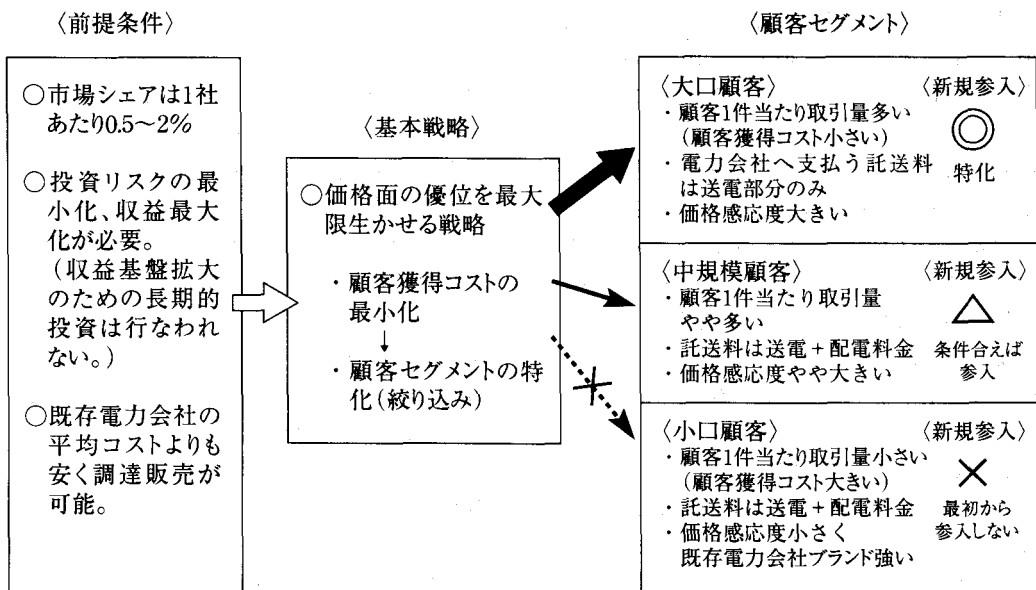 〈前提条件〉
○市場シェアは1社
あたり0.5～2%
○投資リスクの最
小化、収益最大
化が必要。
(収益基盤拡大
のための長期的
投資は行なわれ
ない。)
○既存電力会社の
平均コストよりも
安く調達販売が
可能。
〈基本戦略〉
○価格面の優位を最大
限生かせる戦略
・顧客獲得コストの
最小化
↓
・顧客セグメントの特
化(絞り込み)
〈顧客セグメント〉
〈大口顧客〉
・顧客1件当たり取引量多い
(顧客獲得コスト小さい)
・電力会社へ支払う託送料
は送電部分のみ
・価格感応度大きい
〈新規参入〉
◎
特化
〈中規模顧客〉
・顧客1件当たり取引量
やや多い
・託送料は送電+配電料金
・価格感応度やや大きい
〈新規参入〉
△
条件合えば
参入
〈小口顧客〉
・顧客1件当たり取引量小さい
(顧客獲得コスト大きい)
・託送料は送電+配電料金
・価格感応度小さく
既存電力会社ブランド強い
〈新規参入〉
×
最初から
参入しない